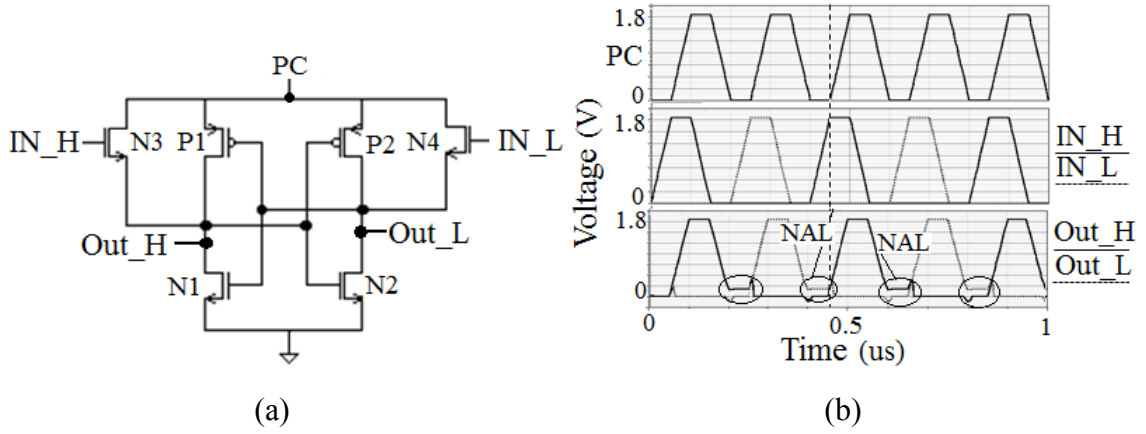 PC
IN_H
N3
P1
P2
N4
IN_L
Out_H
Out_L
N1
N2
(a)
Voltage (V)
1.8
PC
0
1.8
0
IN_H
IN_L
1.8
0
NAL
NAL
Out_H
Out_L
0
0.5
1
Time (us)
(b)